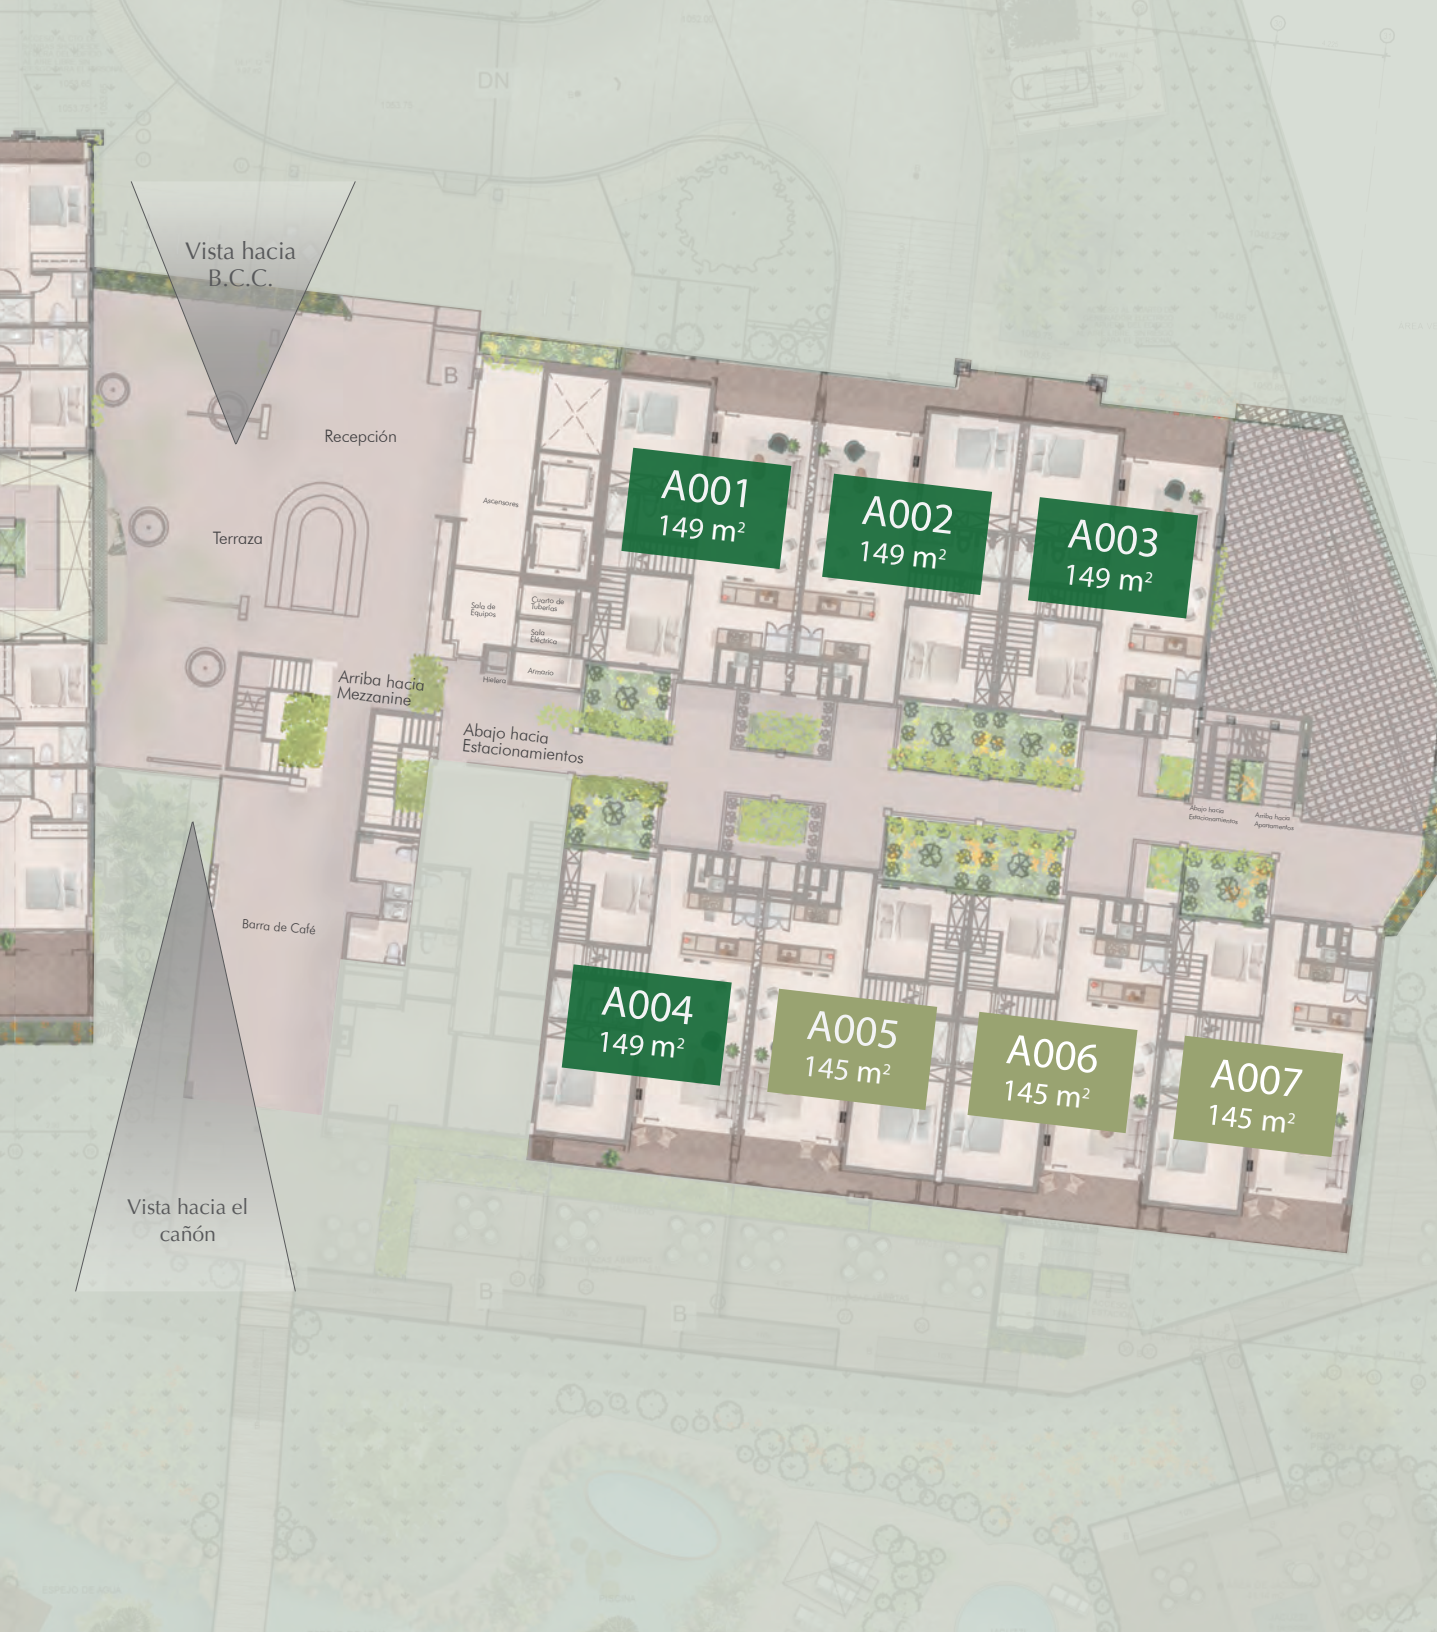 DN
Vista hacia
B.C.C.
B
Recepción
Ascensores
Terraza
A001
149 m²
A002
149 m²
A003
149 m²
Sala de
Equipos
Cuarto de
Tuberías
Sala
Eléctrica
Armario
Hielera
Arriba hacia
Mezzanine
Abajo hacia
Estacionamientos
Abajo hacia
Estacionamientos
Arriba hacia
Apartamentos
Barra de Café
A004
149 m²
A005
145 m²
A006
145 m²
A007
145 m²
Vista hacia el
cañón
B
B